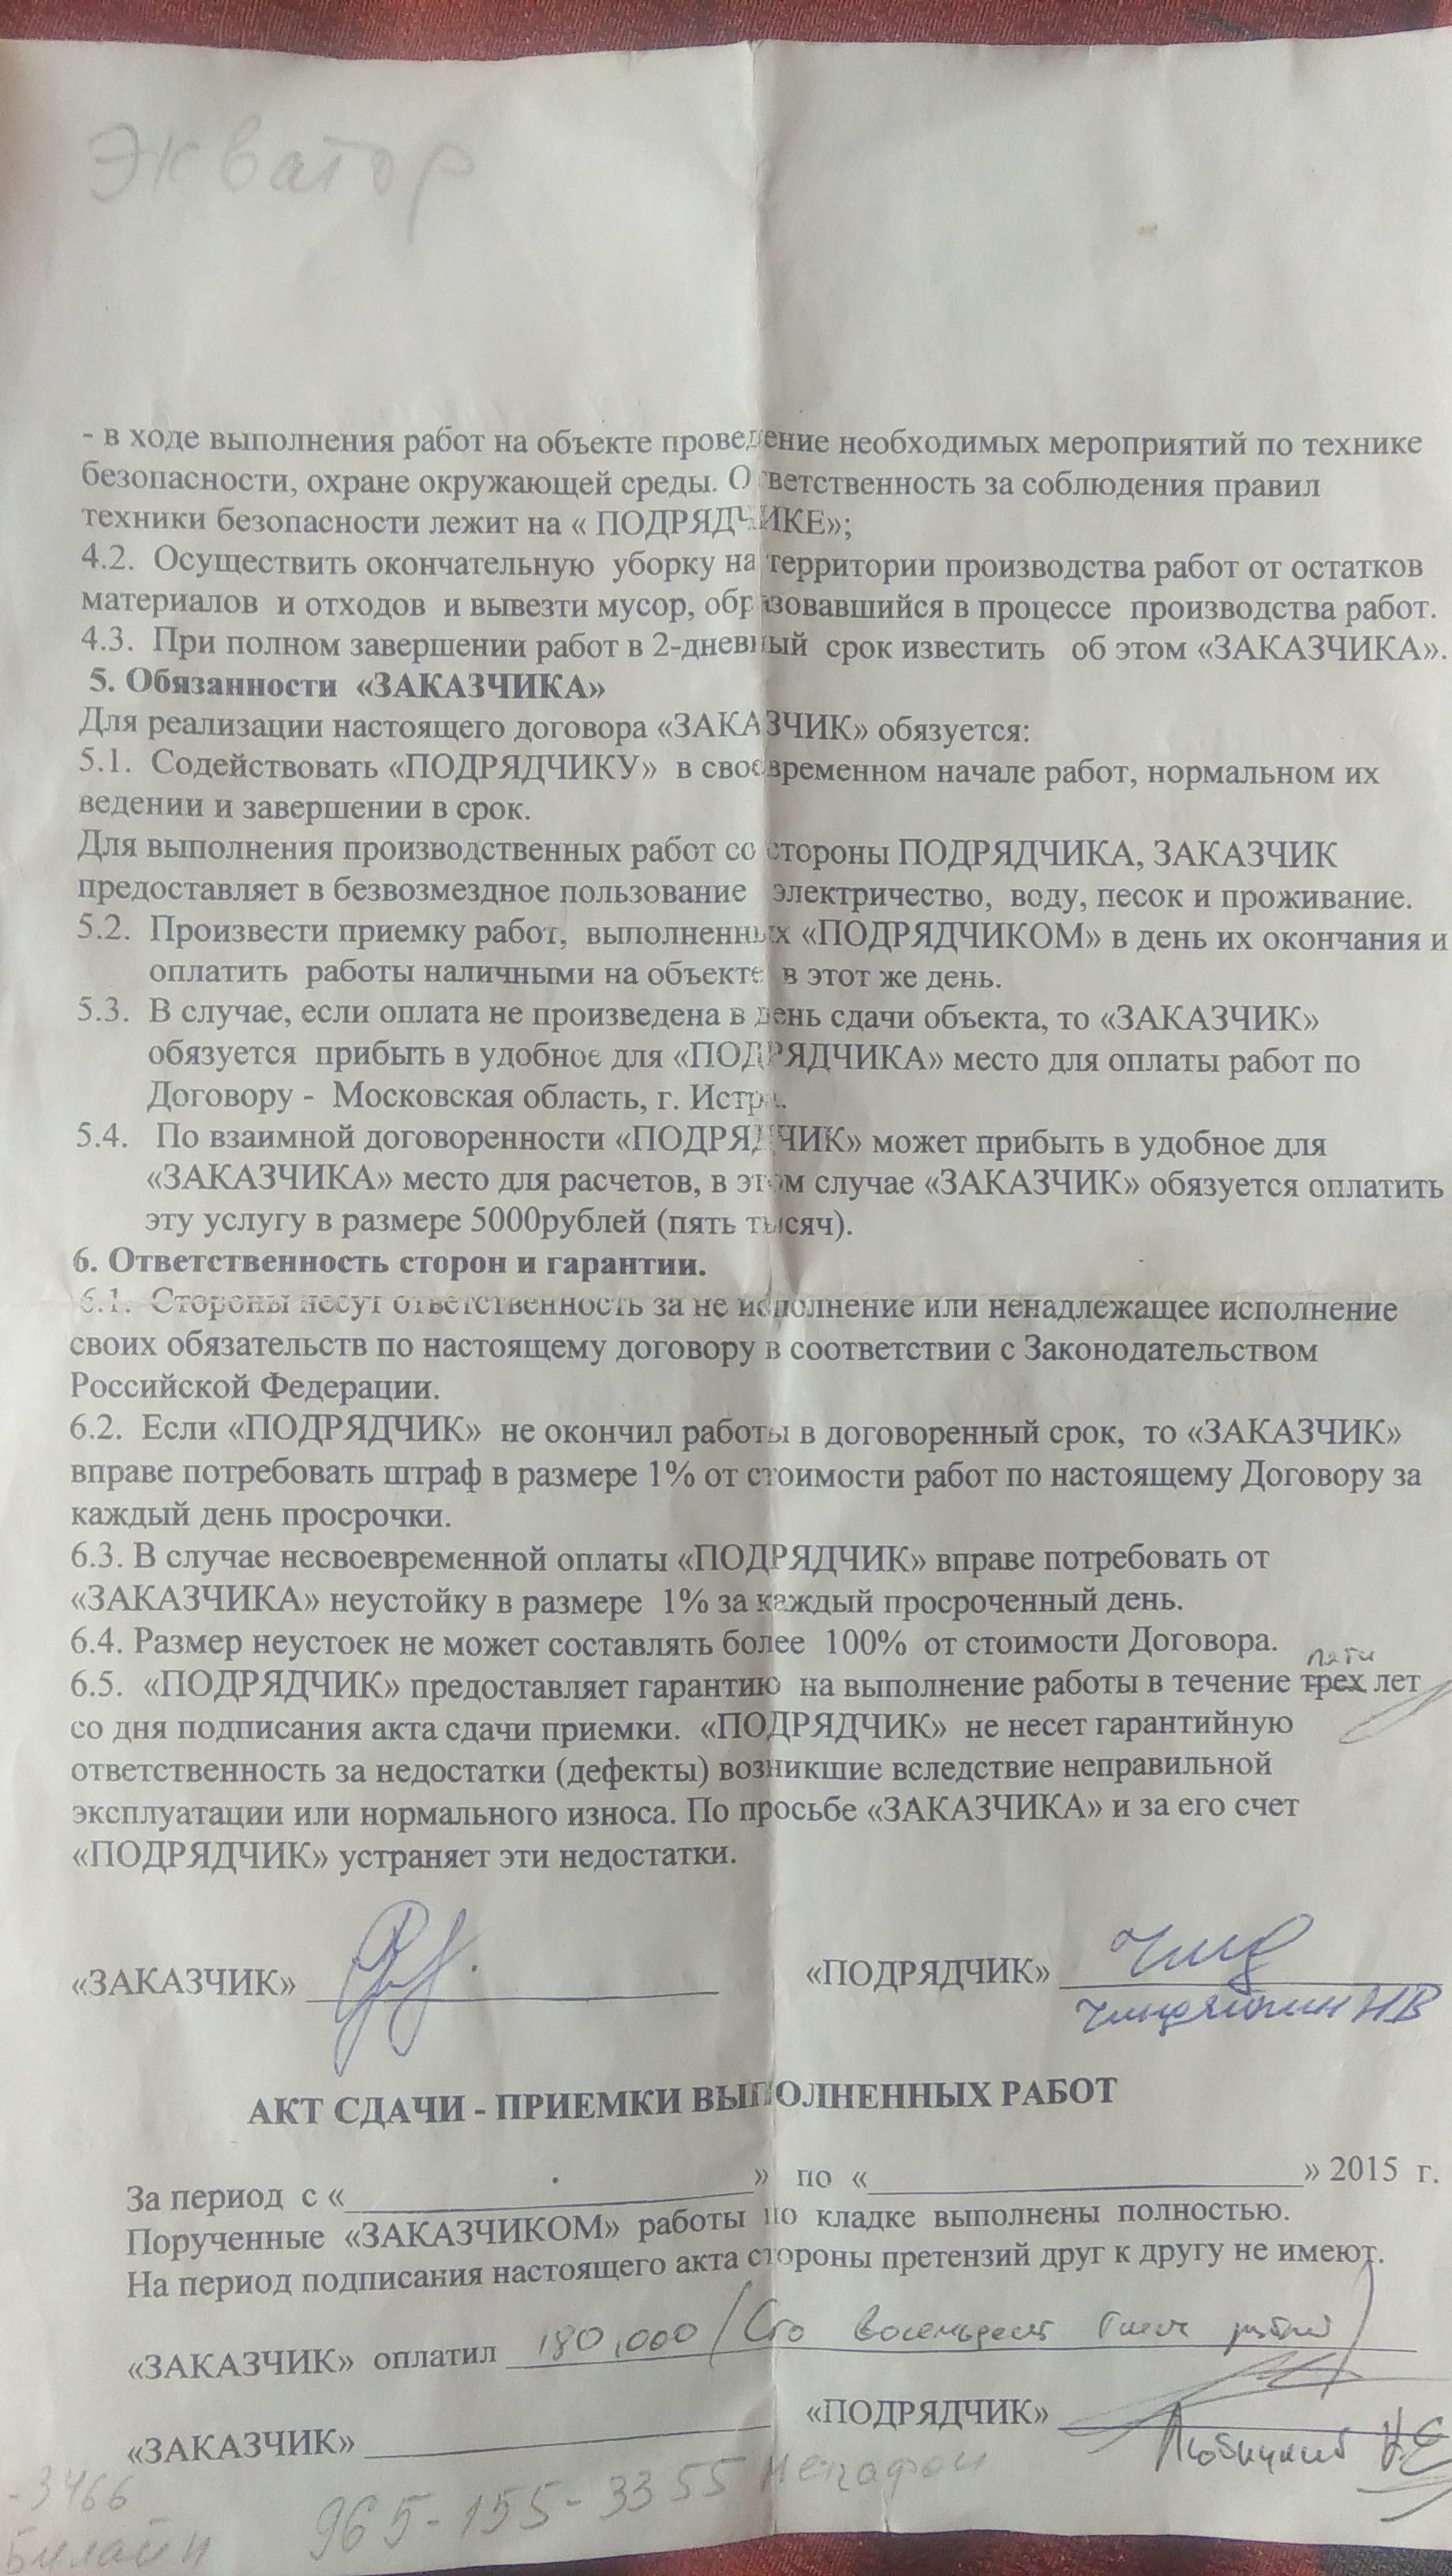 Экватор
- в ходе выполнения работ на объекте проведение необходимых мероприятий по технике
безопасности, охране окружающей среды. Ответственность за соблюдения правил
техники безопасности лежит на « ПОДРЯДЧИКЕ»;
4.2. Осуществить окончательную уборку на территории производства работ от остатков
материалов и отходов и вывезти мусор, образовавшийся в процессе производства работ.
4.3. При полном завершении работ в 2-дневный срок известить об этом «ЗАКАЗЧИКА».
5. Обязанности «ЗАКАЗЧИКА»
Для реализации настоящего договора «ЗАКАЗЧИК» обязуется:
5.1. Содействовать «ПОДРЯДЧИКУ» в своевременном начале работ, нормальном их
ведении и завершении в срок.
Для выполнения производственных работ со стороны ПОДРЯДЧИКА, ЗАКАЗЧИК
предоставляет в безвозмездное пользование электричество, воду, песок и проживание.
5.2. Произвести приемку работ, выполненных «ПОДРЯДЧИКОМ» в день их окончания и
оплатить работы наличными на объекте в этот же день.
5.3. В случае, если оплата не произведена в день сдачи объекта, то «ЗАКАЗЧИК»
обязуется прибыть в удобное для «ПОДРЯДЧИКА» место для оплаты работ по
Договору - Московская область, г. Истра.
5.4. По взаимной договоренности «ПОДРЯДЧИК» может прибыть в удобное для
«ЗАКАЗЧИКА» место для расчетов, в этом случае «ЗАКАЗЧИК» обязуется оплатить
эту услугу в размере 5000рублей (пять тысяч).
6. Ответственность сторон и гарантии.
6.1. Стороны несут ответственность за не исполнение или ненадлежащее исполнение
своих обязательств по настоящему договору в соответствии с Законодательством
Российской Федерации.
6.2. Если «ПОДРЯДЧИК» не окончил работы в договоренный срок, то «ЗАКАЗЧИК»
вправе потребовать штраф в размере 1% от стоимости работ по настоящему Договору за
каждый день просрочки.
6.3. В случае несвоевременной оплаты «ПОДРЯДЧИК» вправе потребовать от
«ЗАКАЗЧИКА» неустойку в размере 1% за каждый просроченный день.
6.4. Размер неустоек не может составлять более 100% от стоимости Договора.
пяти
6.5. «ПОДРЯДЧИК» предоставляет гарантию на выполнение работы в течение трех лет
со дня подписания акта сдачи приемки. «ПОДРЯДЧИК» не несет гарантийную
ответственность за недостатки (дефекты) возникшие вследствие неправильной
эксплуатации или нормального износа. По просьбе «ЗАКАЗЧИКА» и за его счет
«ПОДРЯДЧИК» устраняет эти недостатки.
«ЗАКАЗЧИК» «ПОДРЯДЧИК»
НВ
АКТ СДАЧИ - ПРИЕМКИ ВЫПОЛНЕННЫХ РАБОТ
За период с «» по «» 2015 г.
Порученные «ЗАКАЗЧИКОМ» работы по кладке выполнены полностью.
На период подписания настоящего акта стороны претензий друг к другу не имеют.
«ЗАКАЗЧИК» оплатил 180,000 (Сто восемьдесят тысяч рублей)
«ЗАКАЗЧИК» «ПОДРЯДЧИК»
-3466
Билайн
965-155-3355 Мегафон